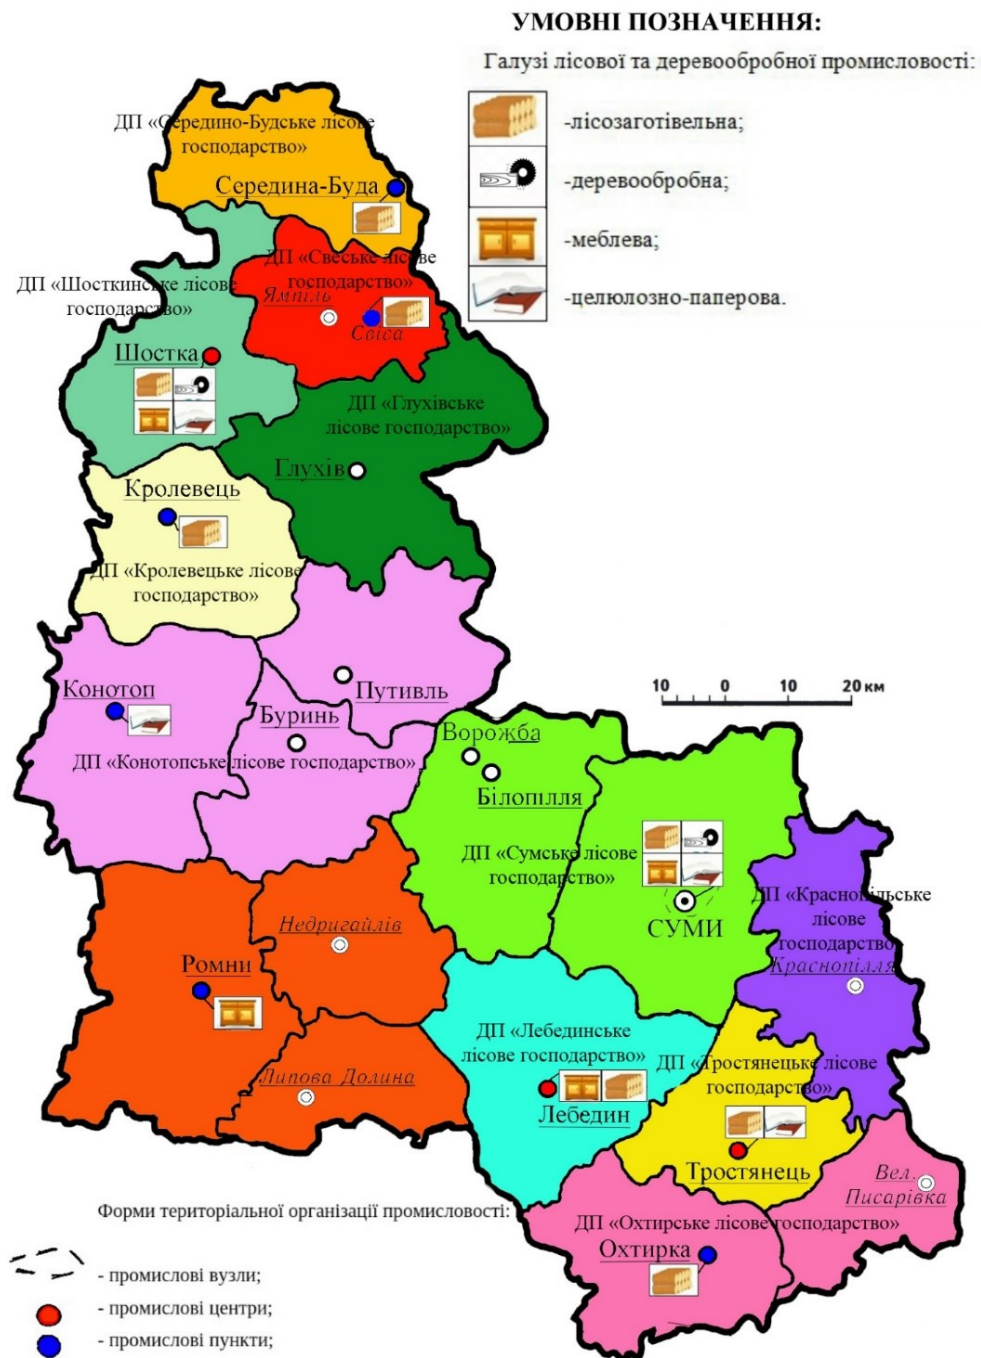 УМОВНІ ПОЗНАЧЕННЯ:
Галузі лісової та деревообробної промисловості:
-лісозаготівельна;
-деревообробна;
-меблева;
-целюлозно-паперова.
ДП «Середино-Будське лісове
господарство»
Середина-Буда
ДП «Свеське лісове
господарство»
Ямпіль
Свіса
ДП «Шосткинське лісове
господарство»
Шостка
ДП «Глухівське
лісове господарство»
Глухів
Кролевець
ДП «Кролевецьке лісове
господарство»
Конотоп
Путивль
Буринь
ДП «Конотопське лісове господарство»
10 0 10 20 км
Ворожба
Білопілля
ДП «Сумське лісове
господарство»
СУМИ
ДП «Краснопільське
лісове
господарство»
Краснопілля
Недригайлів
Ромни
Липова Долина
ДП «Лебединське
лісове господарство»
Лебедин
ДП «Тростянецьке лісове
господарство»
Тростянець
Вел.
Писарівка
ДП «Охтирське лісове господарство»
Охтирка
Форми територіальної організації промисловості:
- промислові вузли;
- промислові центри;
- промислові пункти;